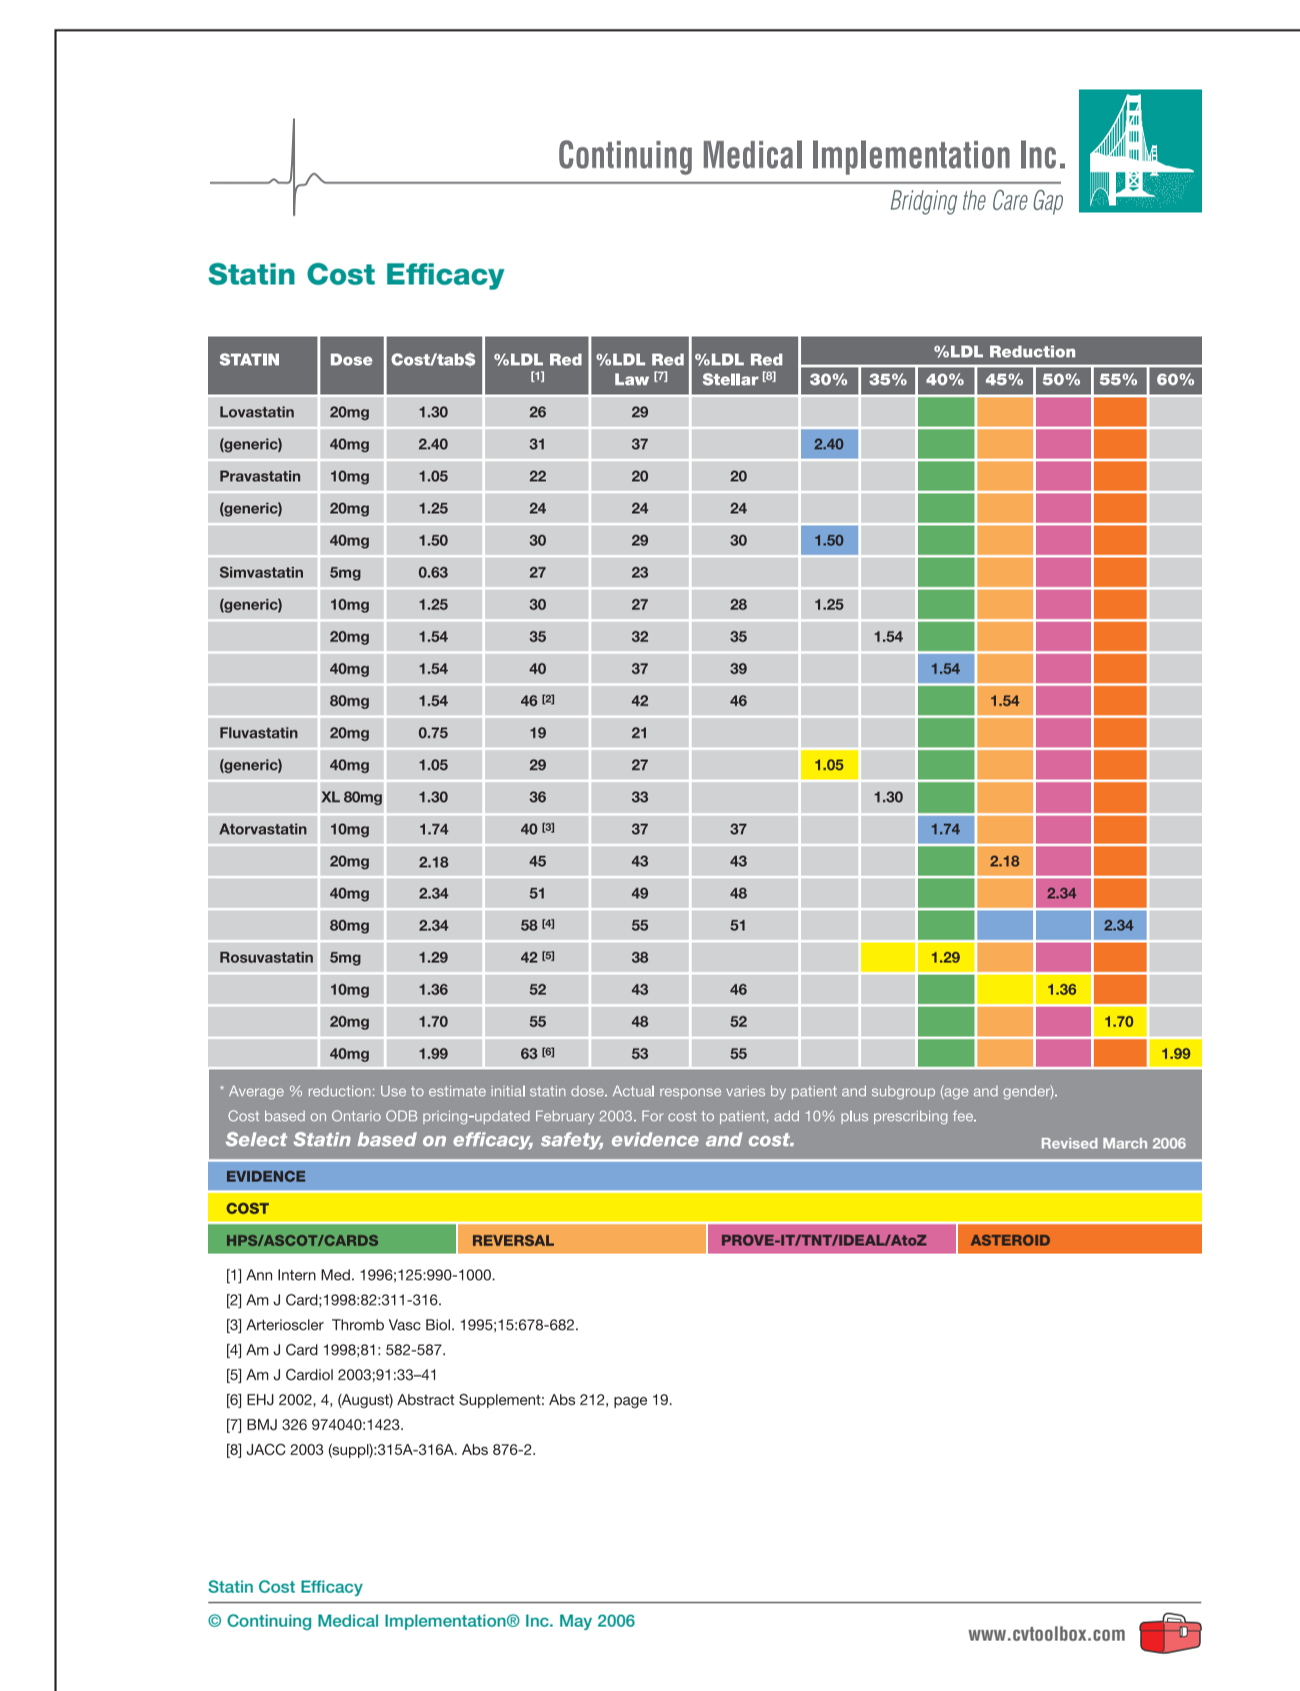 Continuing Medical Implementation Inc.
Bridging the Care Gap
Statin Cost Efficacy
STATIN Dose Cost/tab$ %LDL Red [1] %LDL Red Law [7] %LDL Red Stellar [8] %LDL Reduction
30% 35% 40% 45% 50% 55% 60%
Lovastatin 20mg 1.30 26 29
(generic) 40mg 2.40 31 37 2.40
Pravastatin 10mg 1.05 22 20 20
(generic) 20mg 1.25 24 24 24
40mg 1.50 30 29 30 1.50
Simvastatin 5mg 0.63 27 23
(generic) 10mg 1.25 30 27 28 1.25
20mg 1.54 35 32 35 1.54
40mg 1.54 40 37 39 1.54
80mg 1.54 46 [2] 42 46 1.54
Fluvastatin 20mg 0.75 19 21
(generic) 40mg 1.05 29 27 1.05
XL 80mg 1.30 36 33 1.30
Atorvastatin 10mg 1.74 40 [3] 37 37 1.74
20mg 2.18 45 43 43 2.18
40mg 2.34 51 49 48 2.34
80mg 2.34 58 [4] 55 51 2.34
Rosuvastatin 5mg 1.29 42 [5] 38 1.29
10mg 1.36 52 43 46 1.36
20mg 1.70 55 48 52 1.70
40mg 1.99 63 [6] 53 55 1.99
* Average % reduction: Use to estimate initial statin dose. Actual response varies by patient and subgroup (age and gender).
Cost based on Ontario ODB pricing-updated February 2003. For cost to patient, add 10% plus prescribing fee.
Select Statin based on efficacy, safety, evidence and cost. Revised March 2006
EVIDENCE
COST
HPS/ASCOT/CARDS REVERSAL PROVE-IT/TNT/IDEAL/AtoZ ASTEROID
[1] Ann Intern Med. 1996;125:990-1000.
[2] Am J Card;1998:82:311-316.
[3] Arterioscler Thromb Vasc Biol. 1995;15:678-682.
[4] Am J Card 1998;81: 582-587.
[5] Am J Cardiol 2003;91:33–41
[6] EHJ 2002, 4, (August) Abstract Supplement: Abs 212, page 19.
[7] BMJ 326 974040:1423.
[8] JACC 2003 (suppl):315A-316A. Abs 876-2.
Statin Cost Efficacy
© Continuing Medical Implementation® Inc. May 2006
www.cvtoolbox.com